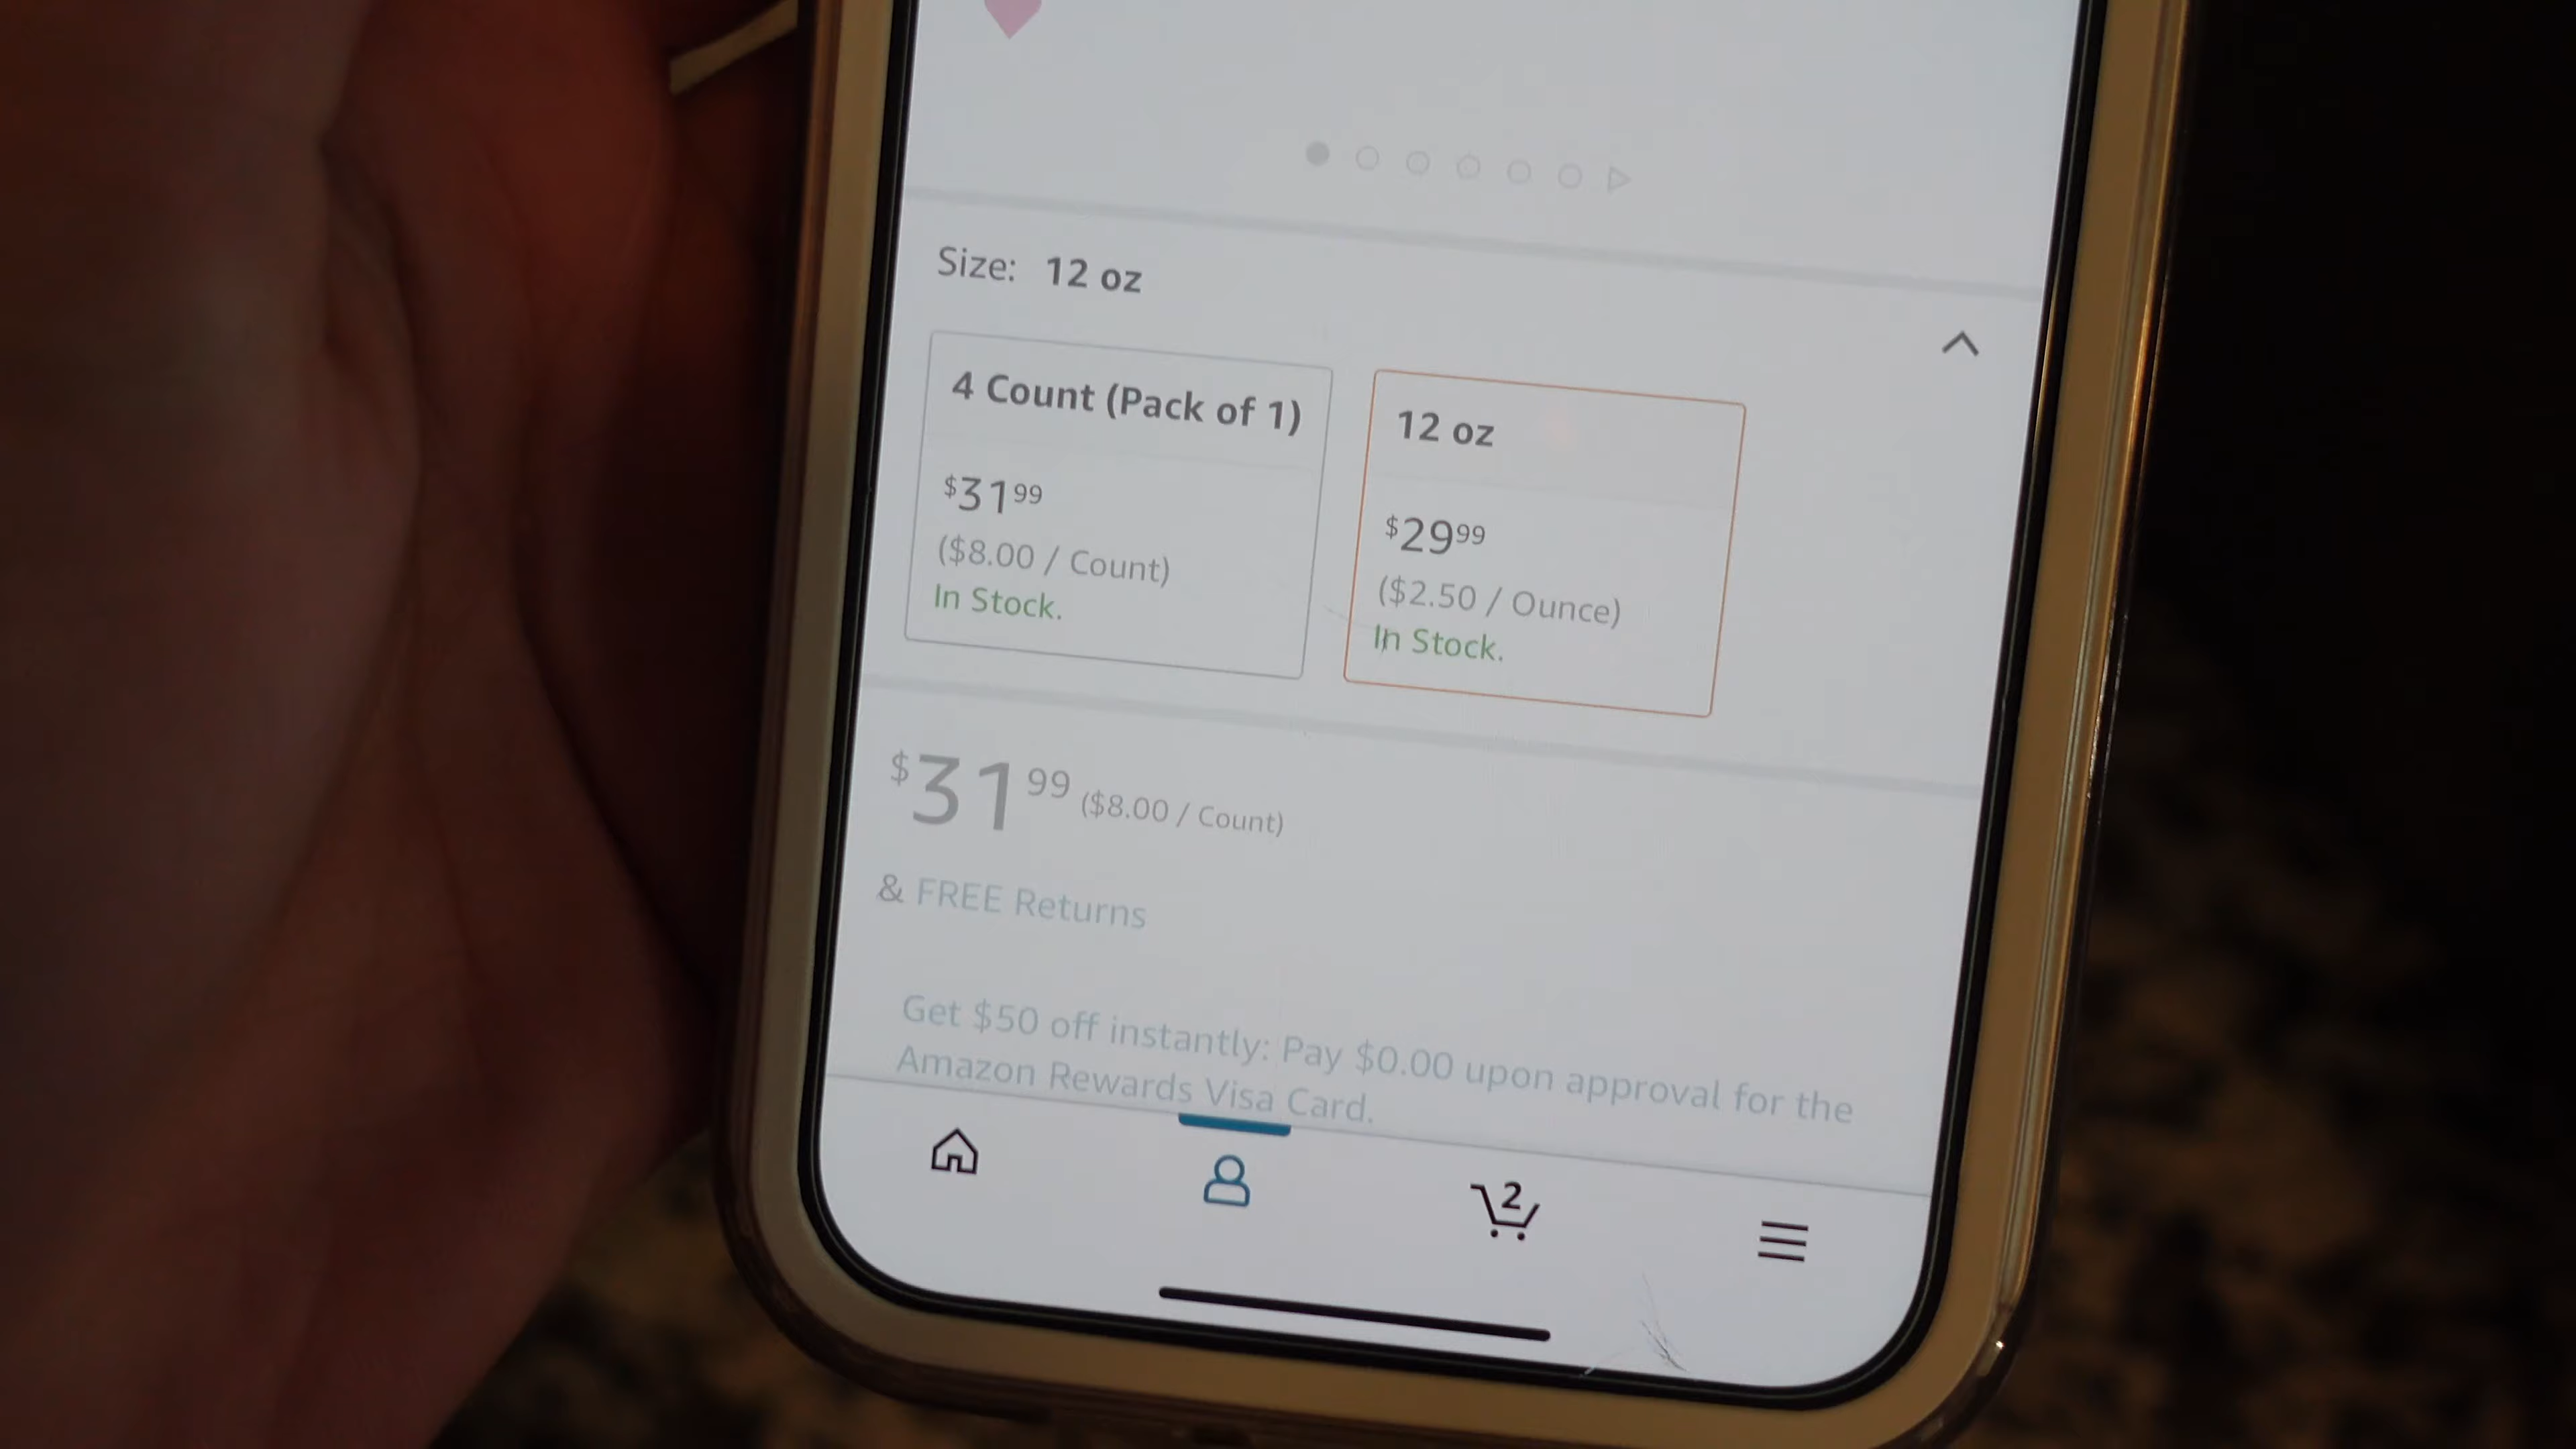 Size: 12 oz
4 Count (Pack of 1)
$31.99
($8.00 / Count)
In Stock.
12 oz
$29.99
($2.50 / Ounce)
In Stock.
$31.99 ($8.00 / Count)
& FREE Returns
Get $50 off instantly: Pay $0.00 upon approval for the
Amazon Rewards Visa Card.
2